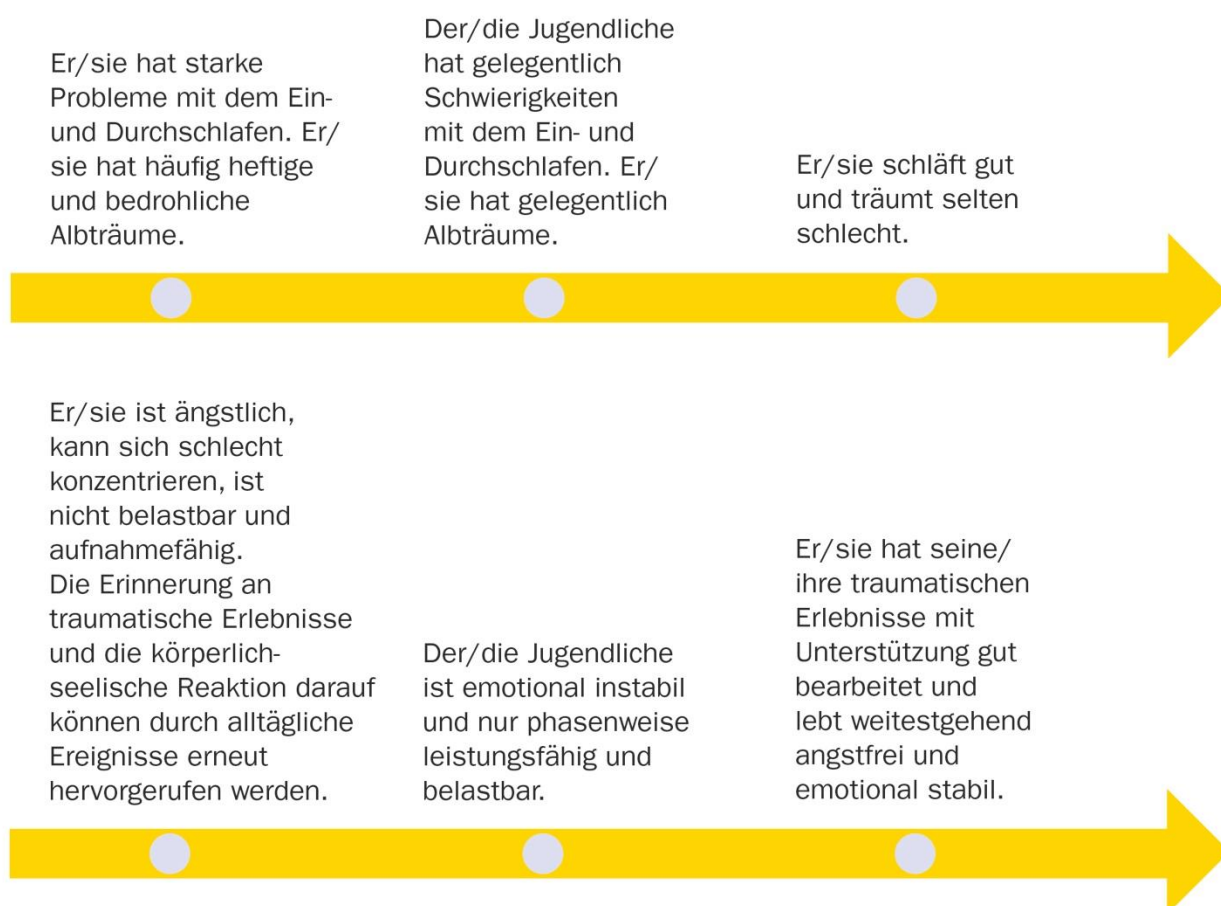 Er/sie hat starke
Probleme mit dem Ein-
und Durchschlafen. Er/
sie hat häufig heftige
und bedrohliche
Albträume.
Der/die Jugendliche
hat gelegentlich
Schwierigkeiten
mit dem Ein- und
Durchschlafen. Er/
sie hat gelegentlich
Albträume.
Er/sie schläft gut
und träumt selten
schlecht.
Er/sie ist ängstlich,
kann sich schlecht
konzentrieren, ist
nicht belastbar und
aufnahmefähig.
Die Erinnerung an
traumatische Erlebnisse
und die körperlich-
seelische Reaktion darauf
können durch alltägliche
Ereignisse erneut
hervorgerufen werden.
Der/die Jugendliche
ist emotional instabil
und nur phasenweise
leistungsfähig und
belastbar.
Er/sie hat seine/
ihre traumatischen
Erlebnisse mit
Unterstützung gut
bearbeitet und
lebt weitestgehend
angstfrei und
emotional stabil.